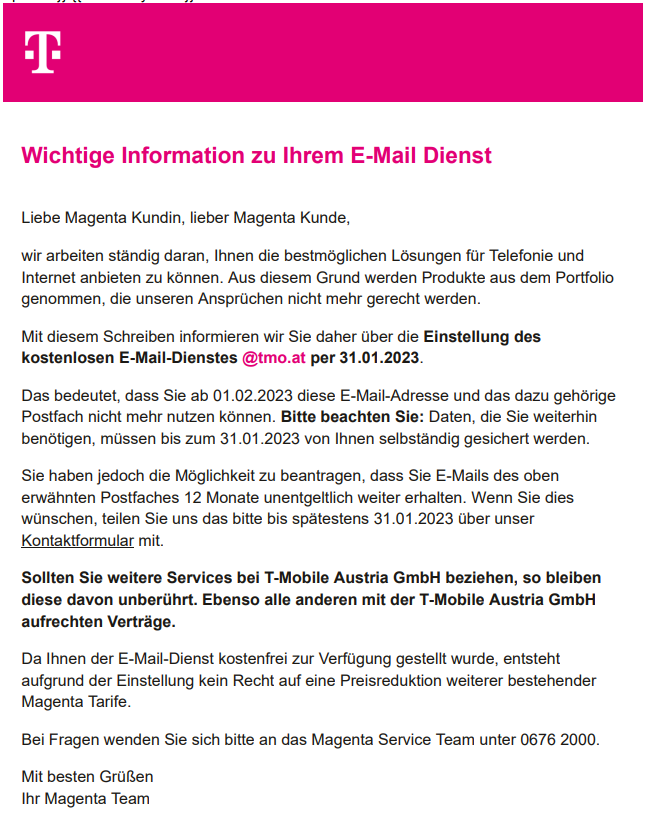 T
Wichtige Information zu Ihrem E-Mail Dienst
Liebe Magenta Kundin, lieber Magenta Kunde,
wir arbeiten ständig daran, Ihnen die bestmöglichen Lösungen für Telefonie und
Internet anbieten zu können. Aus diesem Grund werden Produkte aus dem Portfolio
genommen, die unseren Ansprüchen nicht mehr gerecht werden.
Mit diesem Schreiben informieren wir Sie daher über die Einstellung des
kostenlosen E-Mail-Dienstes @tmo.at per 31.01.2023.
Das bedeutet, dass Sie ab 01.02.2023 diese E-Mail-Adresse und das dazu gehörige
Postfach nicht mehr nutzen können. Bitte beachten Sie: Daten, die Sie weiterhin
benötigen, müssen bis zum 31.01.2023 von Ihnen selbständig gesichert werden.
Sie haben jedoch die Möglichkeit zu beantragen, dass Sie E-Mails des oben
erwähnten Postfaches 12 Monate unentgeltlich weiter erhalten. Wenn Sie dies
wünschen, teilen Sie uns das bitte bis spätestens 31.01.2023 über unser
Kontaktformular mit.
Sollten Sie weitere Services bei T-Mobile Austria GmbH beziehen, so bleiben
diese davon unberührt. Ebenso alle anderen mit der T-Mobile Austria GmbH
aufrechten Verträge.
Da Ihnen der E-Mail-Dienst kostenfrei zur Verfügung gestellt wurde, entsteht
aufgrund der Einstellung kein Recht auf eine Preisreduktion weiterer bestehender
Magenta Tarife.
Bei Fragen wenden Sie sich bitte an das Magenta Service Team unter 0676 2000.
Mit besten Grüßen
Ihr Magenta Team